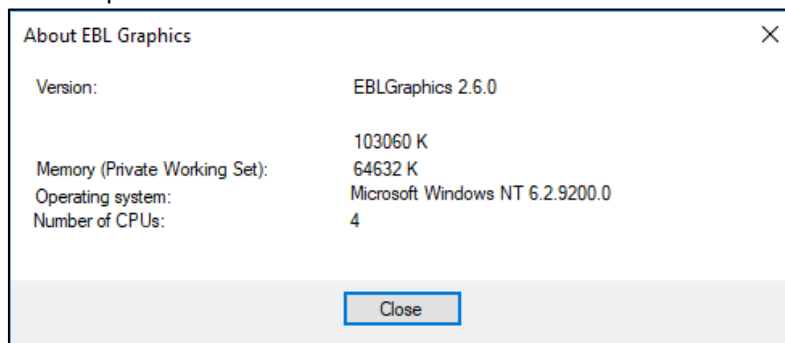 About EBL Graphics
Version: EBLGraphics 2.6.0
103060 K
Memory (Private Working Set): 64632 K
Operating system: Microsoft Windows NT 6.2.9200.0
Number of CPUs: 4
Close